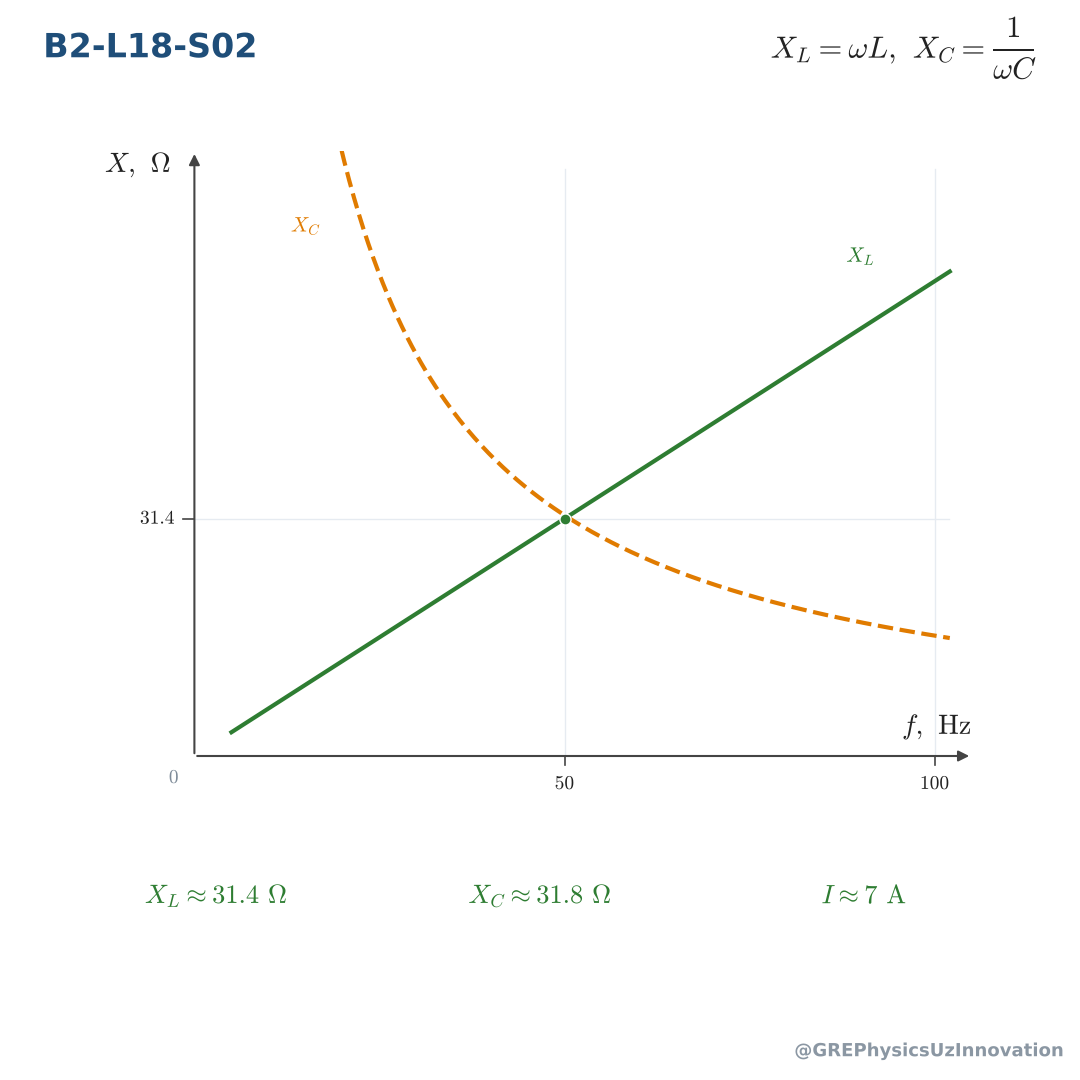 B2-L18-S02
X_L = ωL, X_C = 1/(ωC)
X, Ω
X_C
X_L
31.4
f, Hz
0
50
100
X_L ≈ 31.4 Ω
X_C ≈ 31.8 Ω
I ≈ 7 A
@GREPhysicsUzInnovation